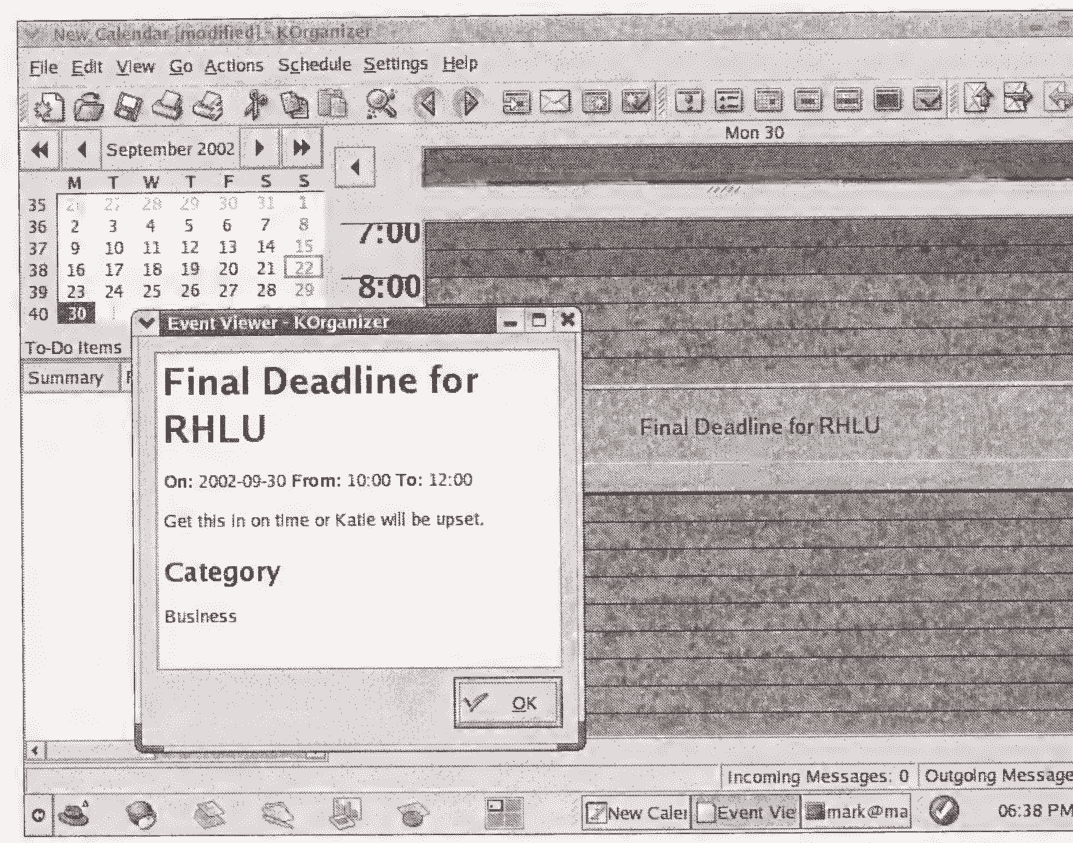 New Calendar [modified] - KOrganizer
File Edit View Go Actions Schedule Settings Help
Mon 30
September 2002
M T W T F S S
35 28 29 30 31 1
36 2 3 4 5 6 7 8
37 9 10 11 12 13 14 15
38 16 17 18 19 20 21 22
39 23 24 25 26 27 28 29
40 30 1
7:00
8:00
To-Do Items
Summary
Event Viewer - KOrganizer
Final Deadline for
RHLU
On: 2002-09-30 From: 10:00 To: 12:00
Get this in on time or Katie will be upset.
Category
Business
OK
Final Deadline for RHLU
Incoming Messages: 0 Outgoing Message
New Caler Event Vie mark@ma 06:38 PM